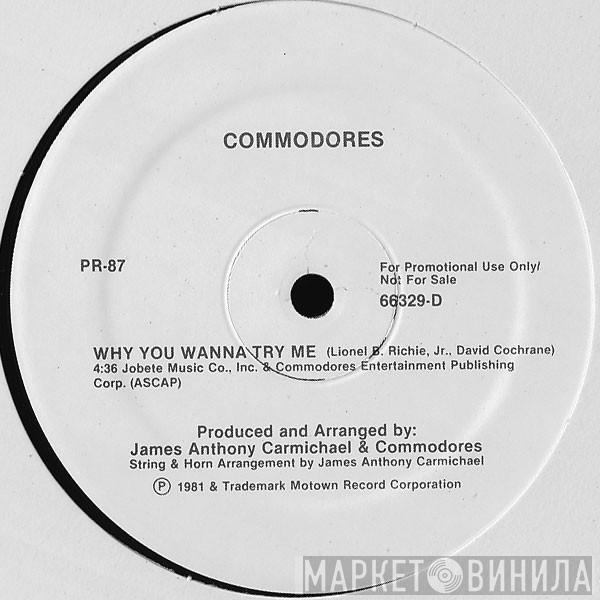 COMMODORES
PR-87
For Promotional Use Only/
Not For Sale
66329-D
WHY YOU WANNA TRY ME (Lionel B. Richie, Jr., David Cochrane)
4:36 Jobete Music Co., Inc. & Commodores Entertainment Publishing
Corp. (ASCAP)
Produced and Arranged by:
James Anthony Carmichael & Commodores
String & Horn Arrangement by James Anthony Carmichael
Ⓟ 1981 & Trademark Motown Record Corporation
МАРКЕТ ВИНИЛА